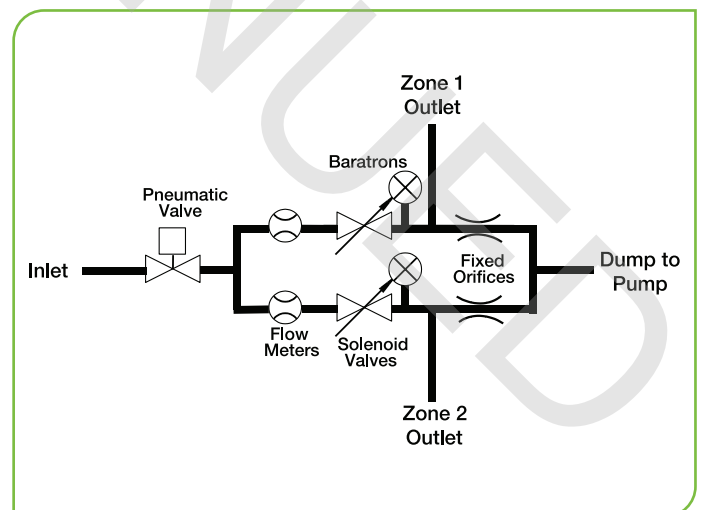 Zone 1
Outlet
Baratrons
Pneumatic
Valve
Inlet
Fixed
Orifices
Dump to
Pump
Flow
Meters
Solenoid
Valves
Zone 2
Outlet
NUED